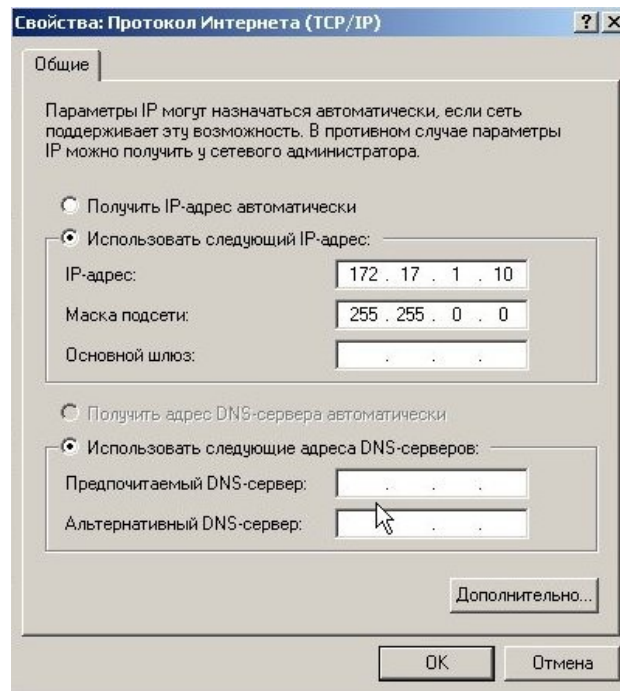 Свойства: Протокол Интернета (TCP/IP)
Общие
Параметры IP могут назначаться автоматически, если сеть
поддерживает эту возможность. В противном случае параметры
IP можно получить у сетевого администратора.
Получить IP-адрес автоматически
Использовать следующий IP-адрес:
IP-адрес: 172 . 17 . 1 . 10
Маска подсети: 255 . 255 . 0 . 0
Основной шлюз: . . .
Получить адрес DNS-сервера автоматически
Использовать следующие адреса DNS-серверов:
Предпочитаемый DNS-сервер: . . .
Альтернативный DNS-сервер: . . .
Дополнительно...
OK Отмена